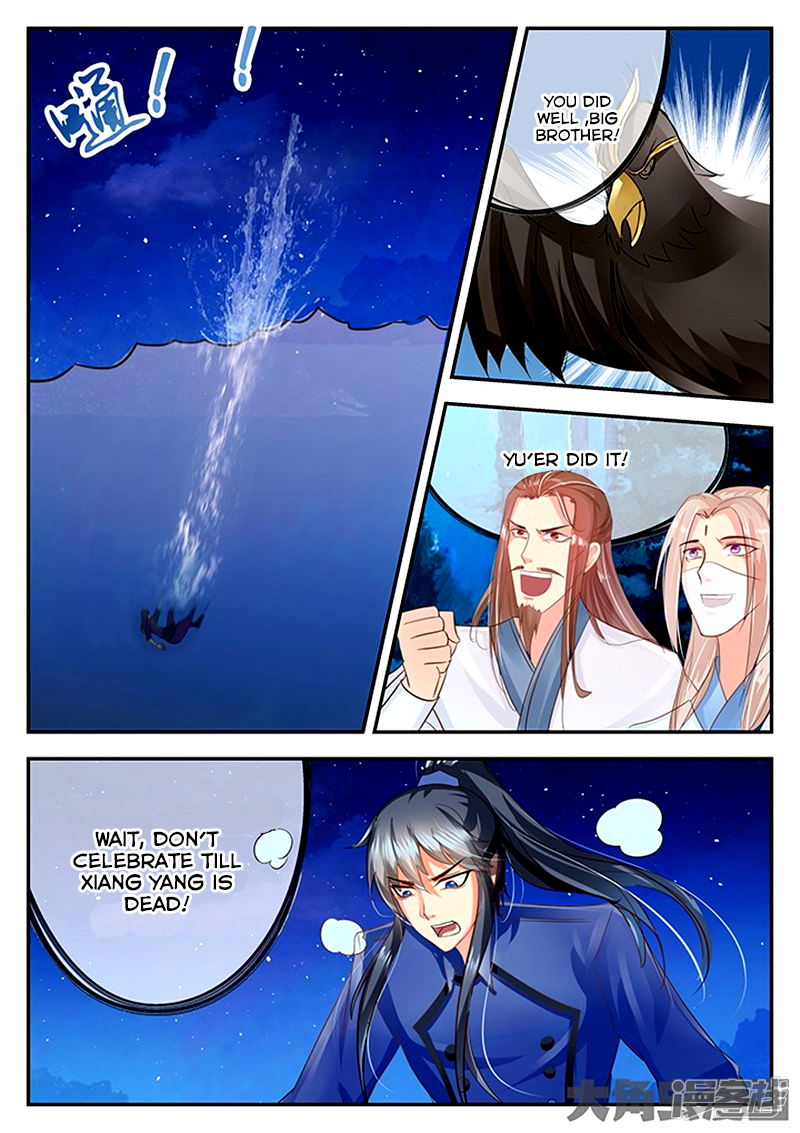 YOU DID
WELL ,BIG
BROTHER!
YU'ER DID IT!
WAIT, DON'T
CELEBRATE TILL
XIANG YANG IS
DEAD!